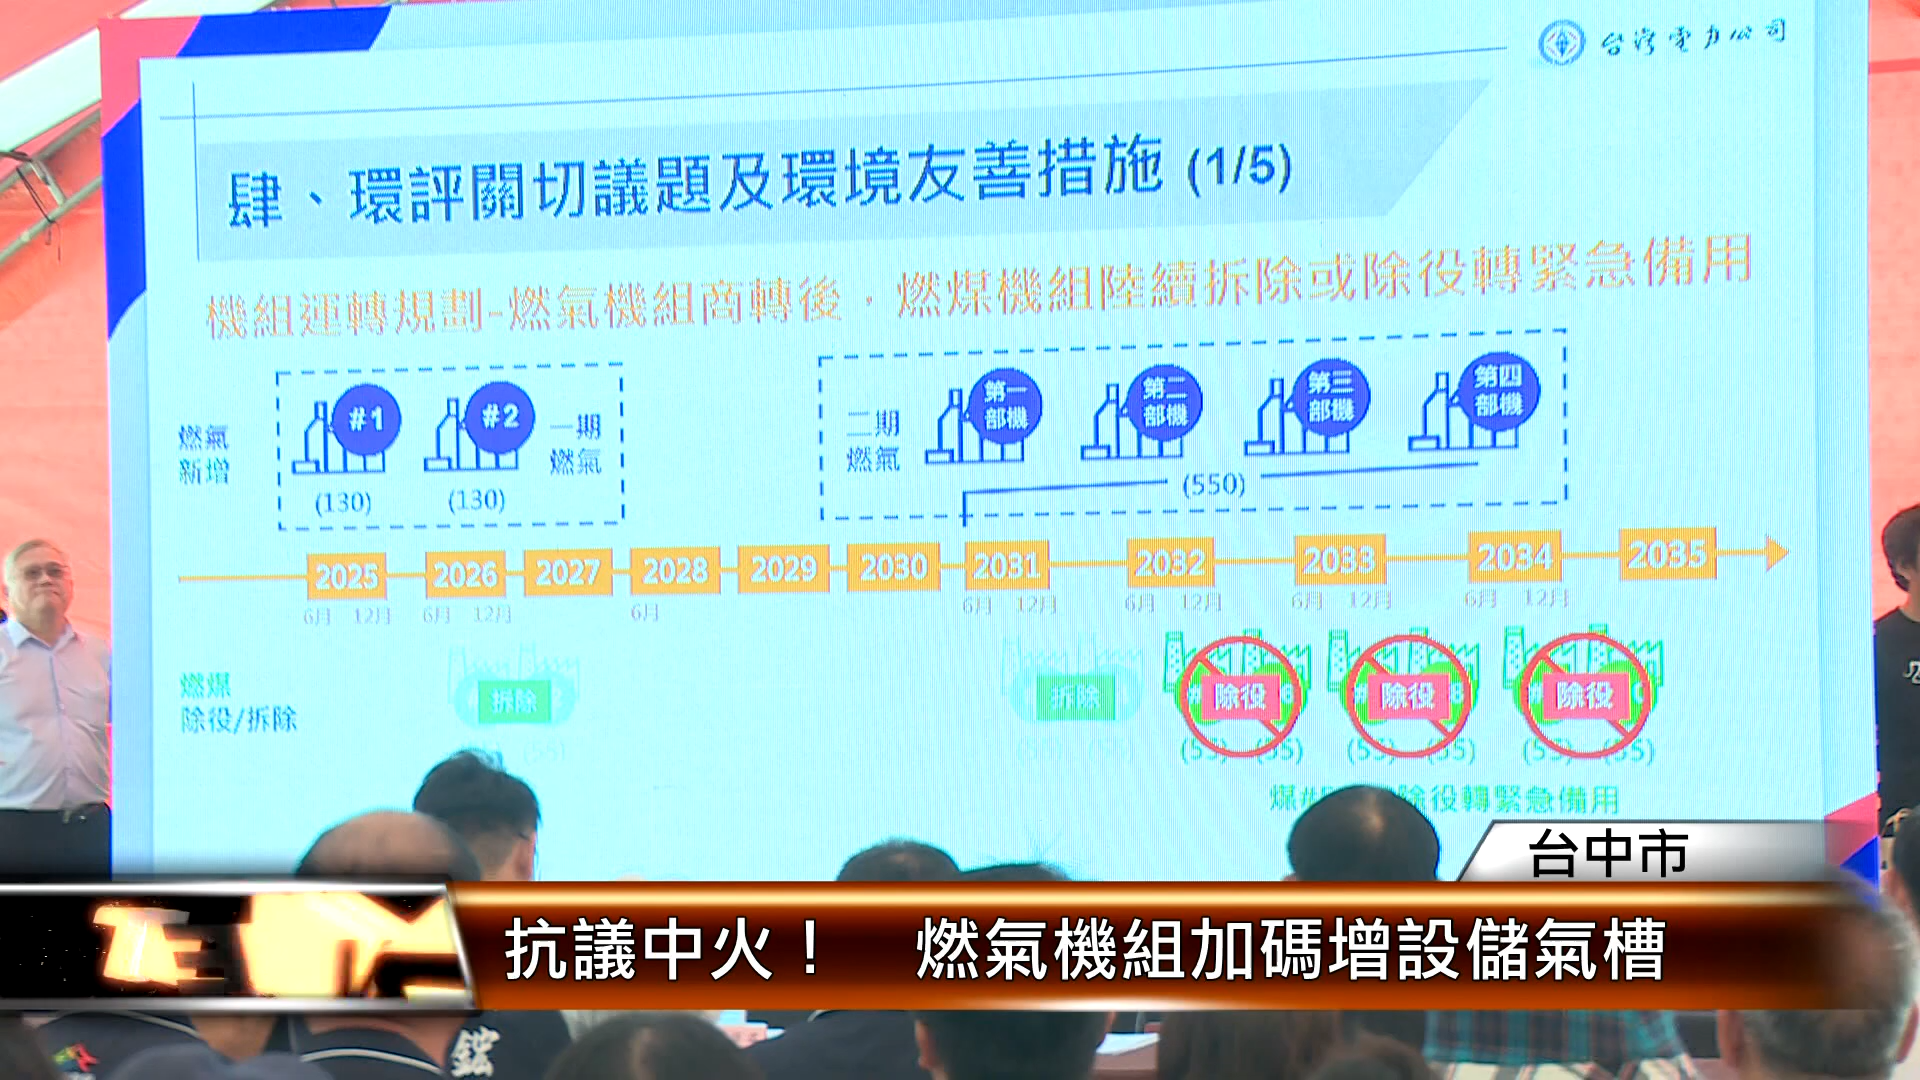 台灣電力公司
肆、環評關切議題及環境友善措施 (1/5)
機組運轉規劃-燃氣機組商轉後，燃煤機組陸續拆除或除役轉緊急備用
燃氣
新增
#1
#2
一期
燃氣
(130)
(130)
二期
燃氣
第一
部機
第二
部機
第三
部機
第四
部機
(550)
2025 2026 2027 2028 2029 2030 2031 2032 2033 2034 2035
6月 12月 6月 12月 6月 6月 12月 6月 12月 6月 12月 6月 12月
燃煤
除役/拆除
拆除
拆除
除役
除役
除役
除役轉緊急備用
台中市
抗議中火！ 燃氣機組加碼增設儲氣槽